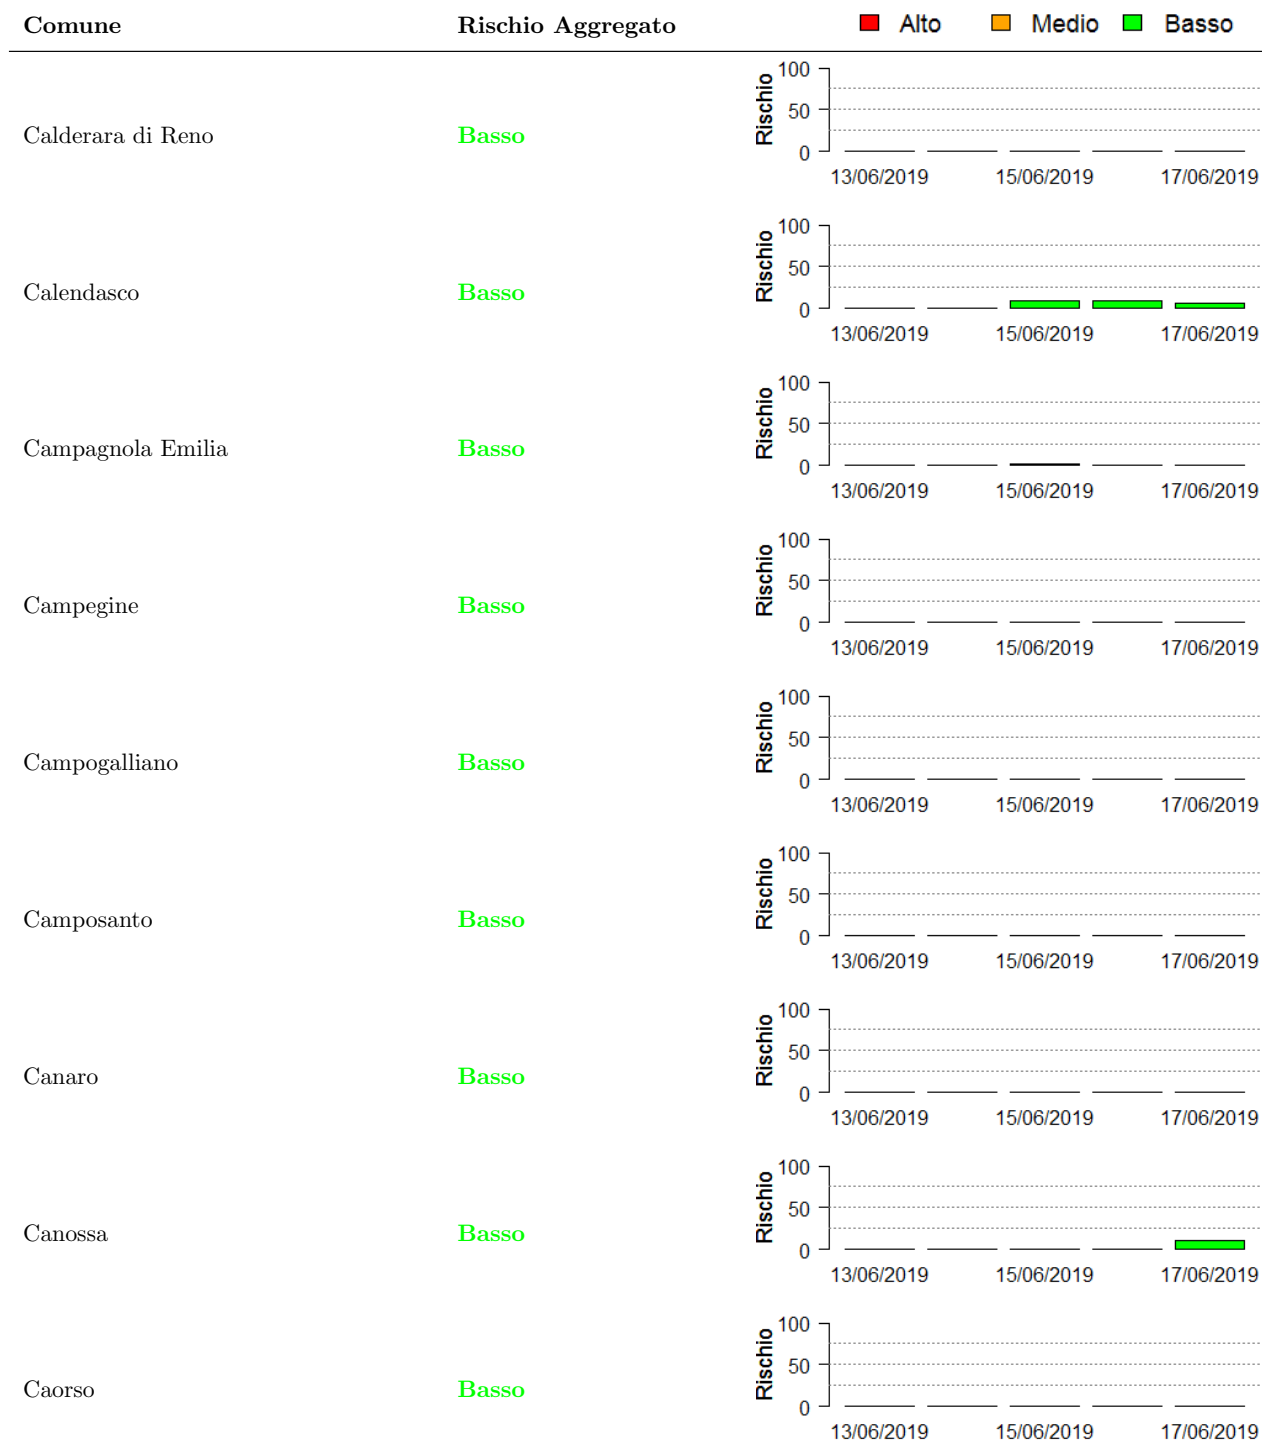 Comune Rischio Aggregato Alto Medio Basso
100
Rischio
50
Calderara di Reno Basso
0
13/06/2019 15/06/2019 17/06/2019
100
Rischio
50
Calendasco Basso
0
13/06/2019 15/06/2019 17/06/2019
100
Rischio
50
Campagnola Emilia Basso
0
13/06/2019 15/06/2019 17/06/2019
100
Rischio
50
Campegine Basso
0
13/06/2019 15/06/2019 17/06/2019
100
Rischio
50
Campogalliano Basso
0
13/06/2019 15/06/2019 17/06/2019
100
Rischio
50
Camposanto Basso
0
13/06/2019 15/06/2019 17/06/2019
100
Rischio
50
Canaro Basso
0
13/06/2019 15/06/2019 17/06/2019
100
Rischio
50
Canossa Basso
0
13/06/2019 15/06/2019 17/06/2019
100
Rischio
50
Caorso Basso
0
13/06/2019 15/06/2019 17/06/2019